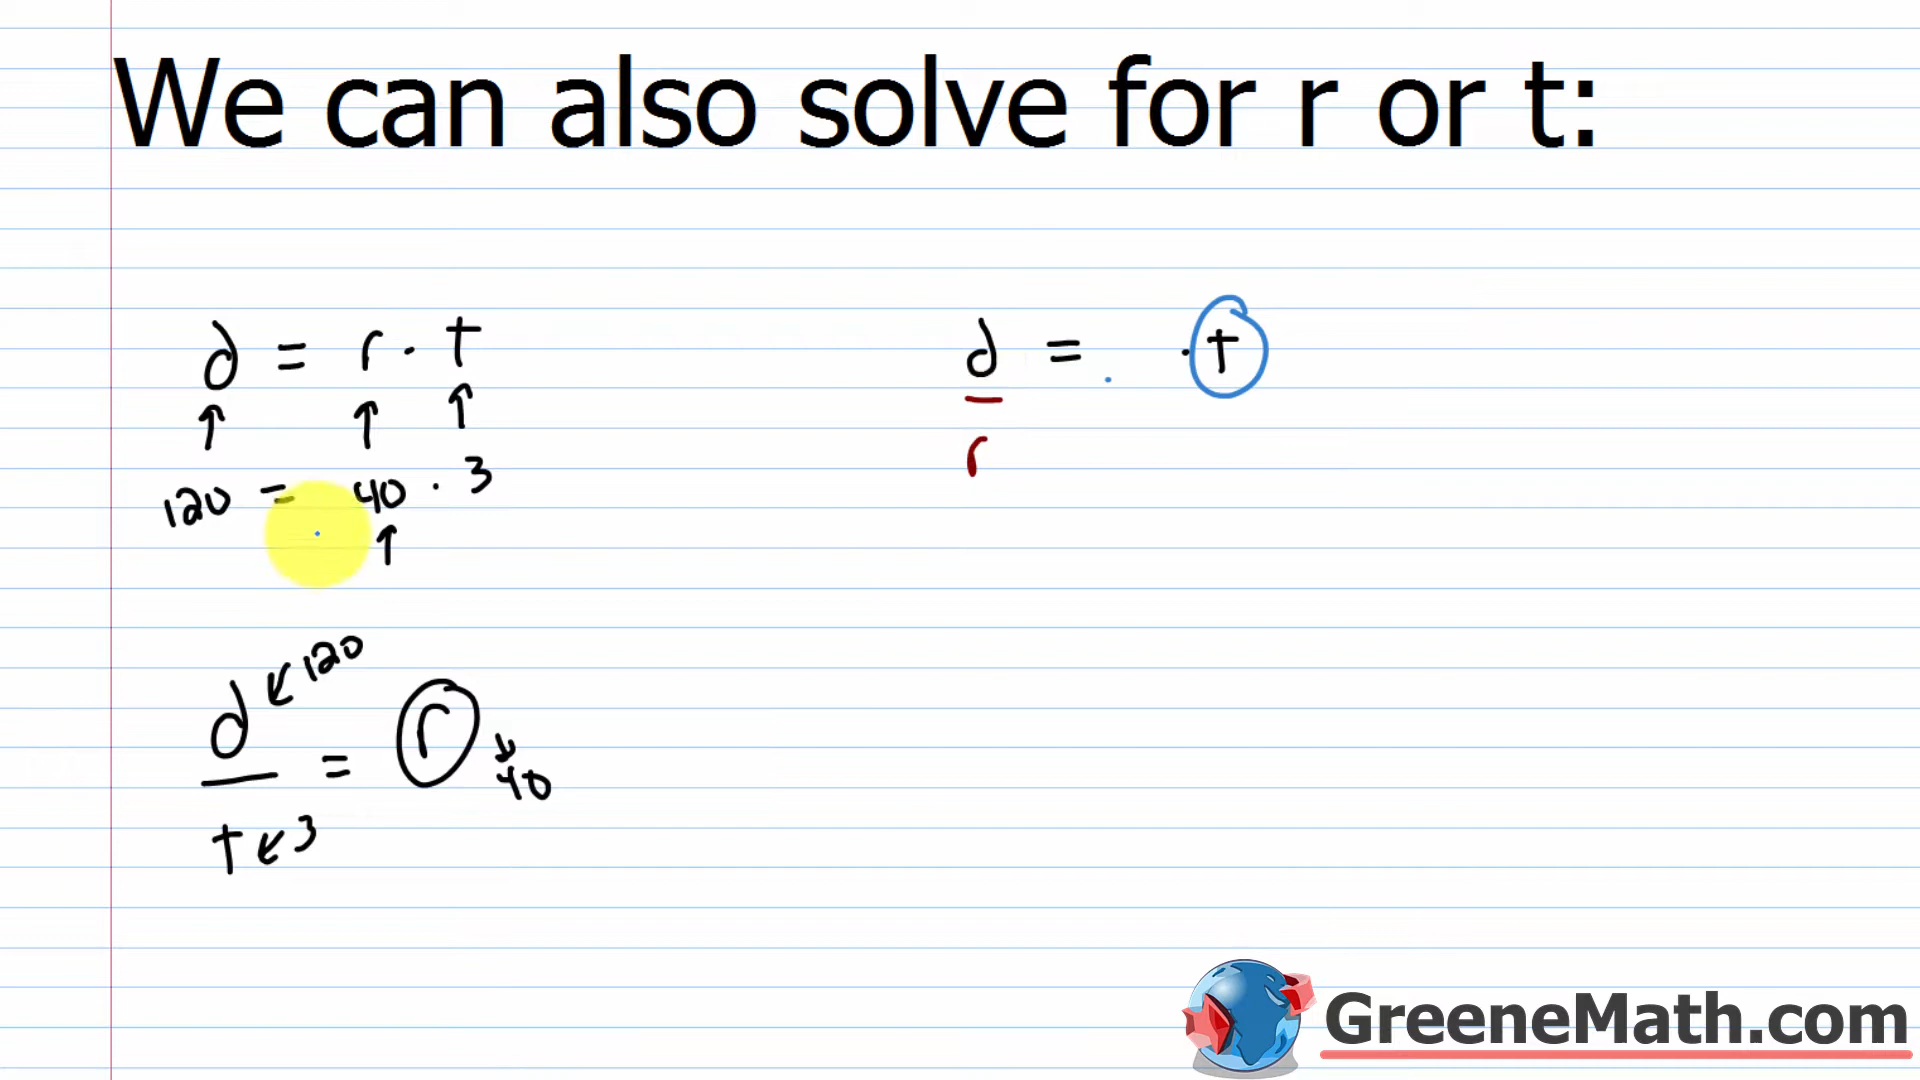 We can also solve for r or t:
d = r · t
120 = 40 · 3
d = r
t
120
40
3
d = · t
r
GreeneMath.com